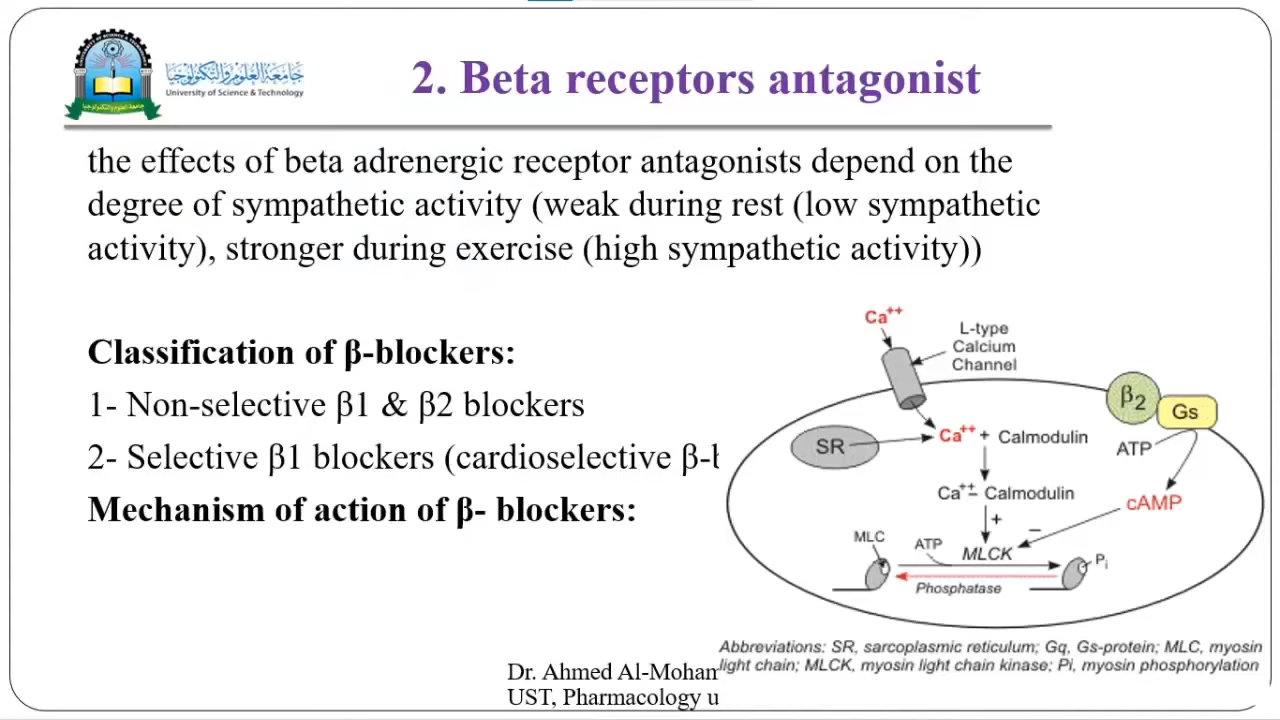 جامعة العلوم والتكنولوجيا
University of Science & Technology
2. Beta receptors antagonist
the effects of beta adrenergic receptor antagonists depend on the
degree of sympathetic activity (weak during rest (low sympathetic
activity), stronger during exercise (high sympathetic activity))
Classification of β-blockers:
1- Non-selective β1 & β2 blockers
2- Selective β1 blockers (cardioselective β-
Mechanism of action of β- blockers:
Ca++
L-type
Calcium
Channel
β2
Gs
SR
Ca++ + Calmodulin
ATP
Ca++– Calmodulin
cAMP
+
–
MLC
ATP
MLCK
Pi
Phosphatase
Abbreviations: SR, sarcoplasmic reticulum; Gq, Gs-protein; MLC, myosin
light chain; MLCK, myosin light chain kinase; Pi, myosin phosphorylation
Dr. Ahmed Al-Moham
UST, Pharmacology u